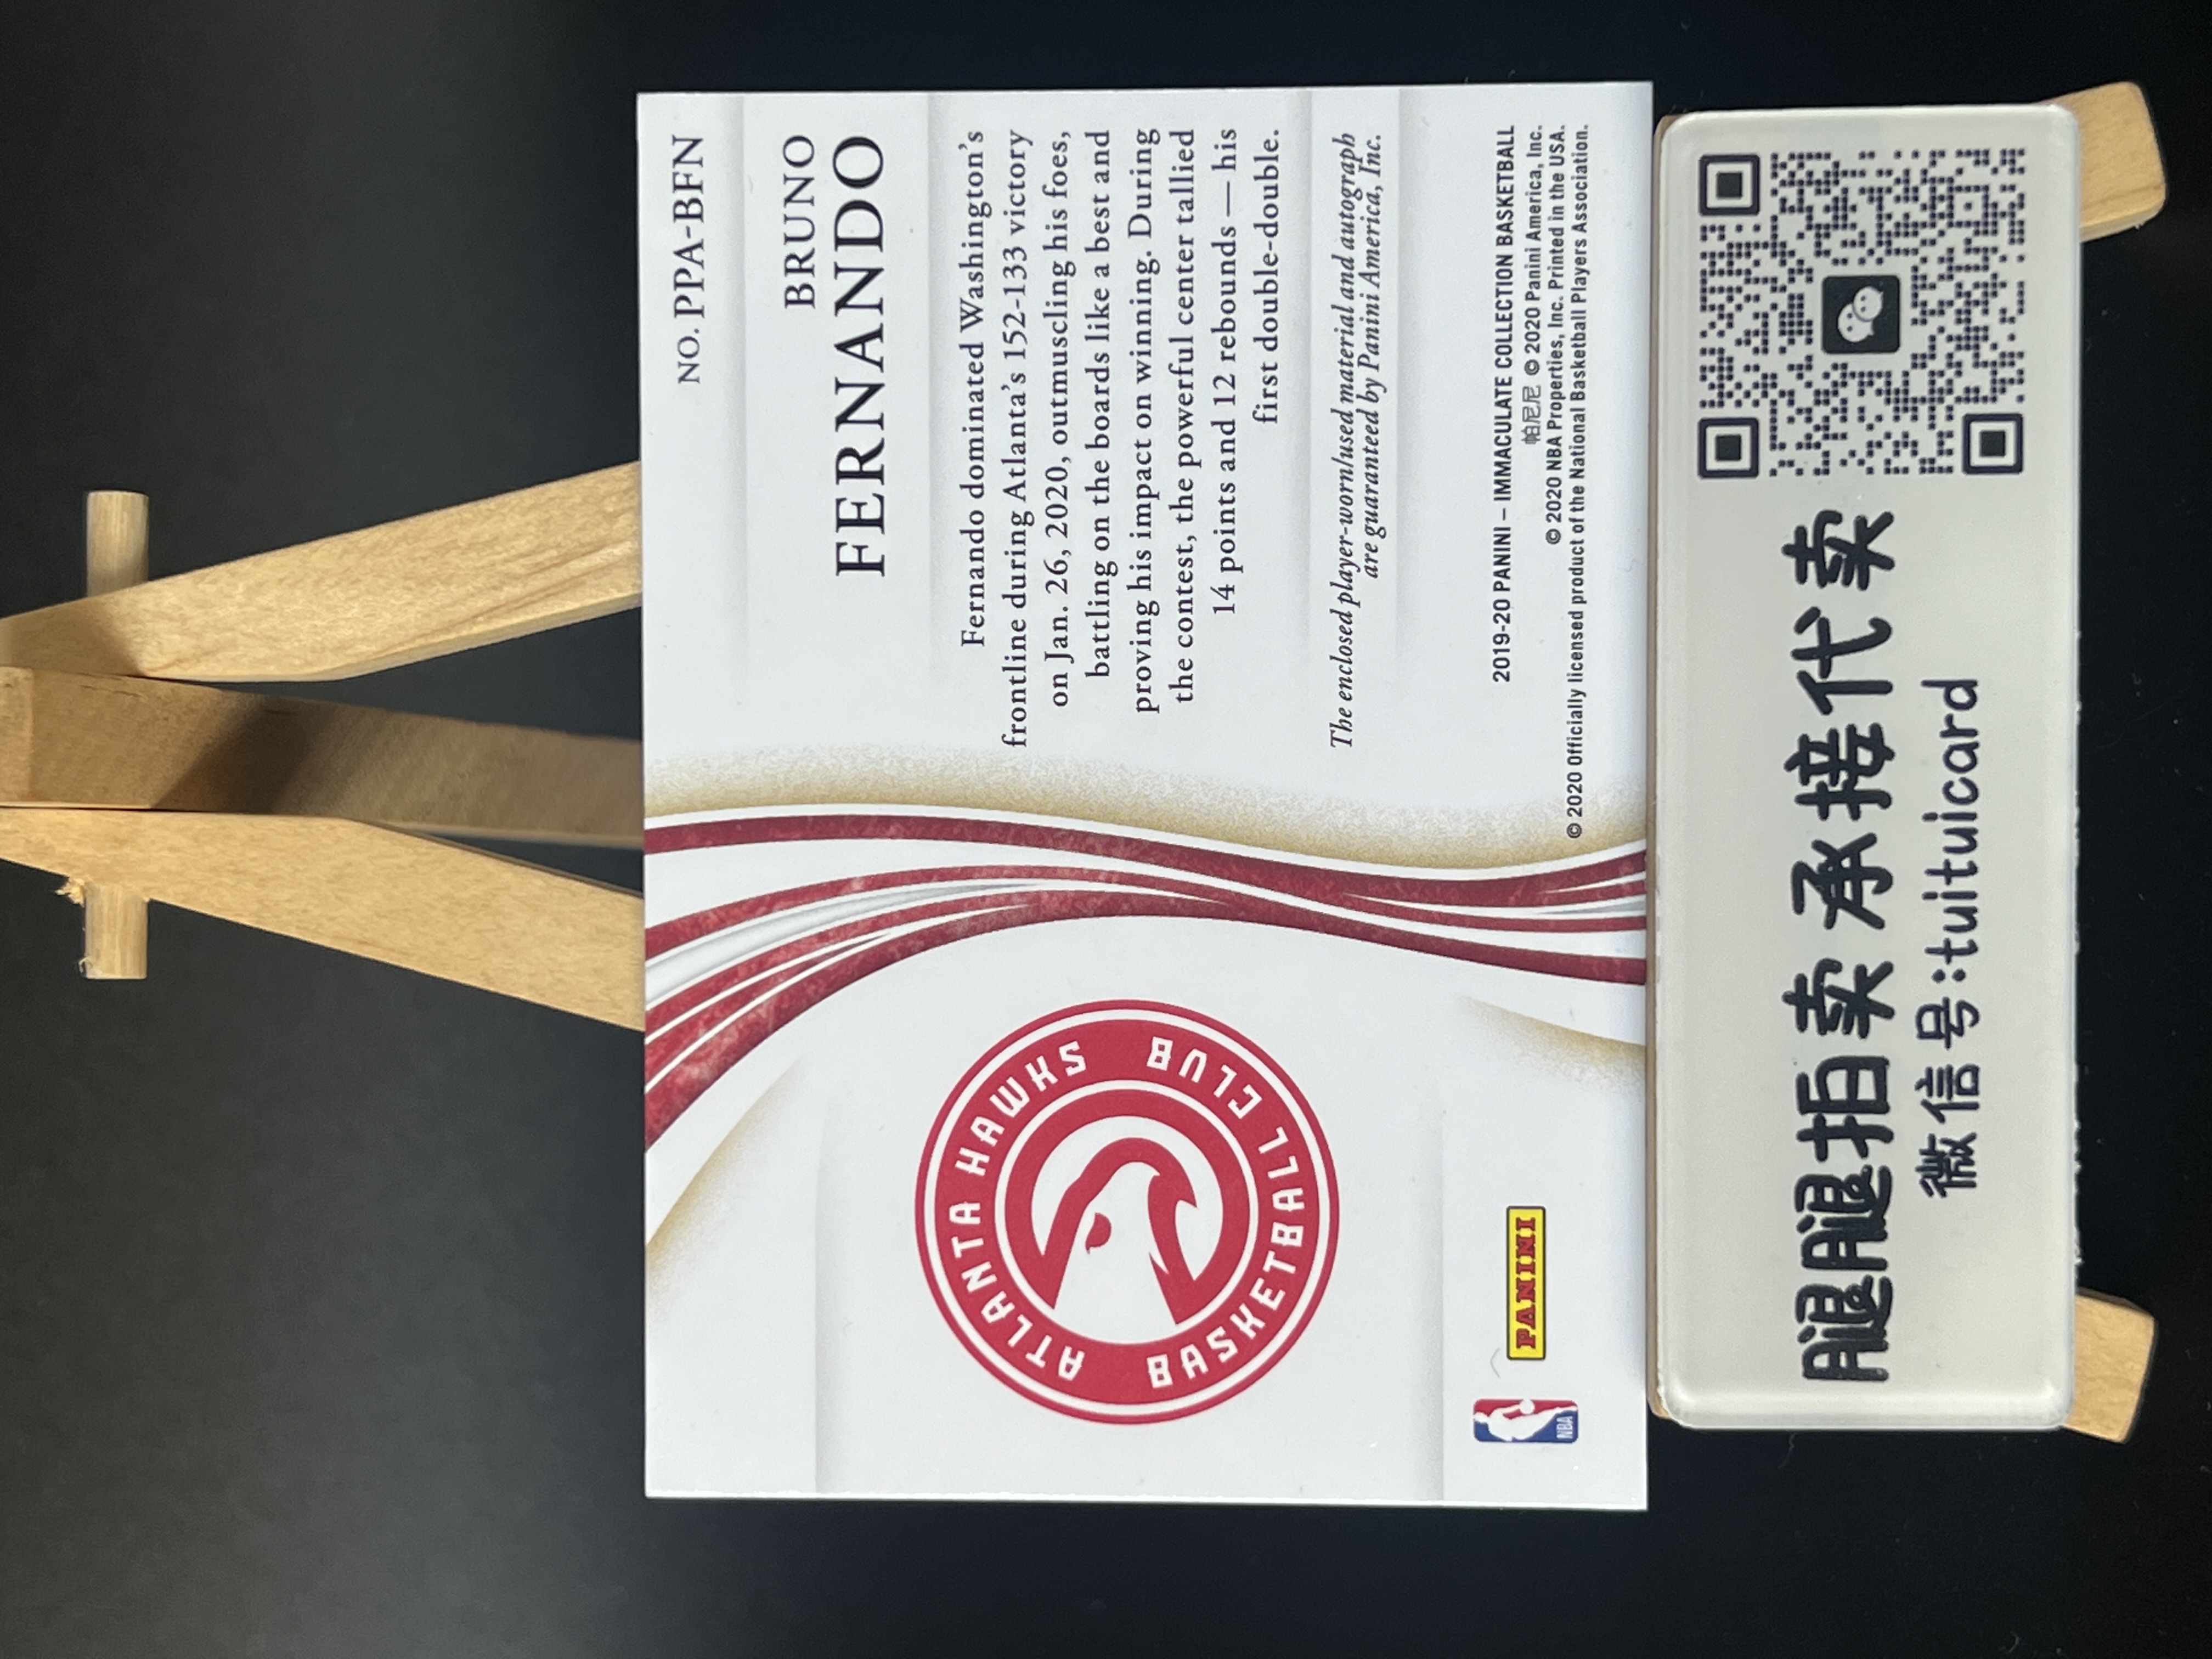 NO. PPA-BFN
BRUNO
FERNANDO
Fernando dominated Washington's
frontline during Atlanta's 152-133 victory
on Jan. 26, 2020, outmuscling his foes,
battling on the boards like a best and
proving his impact on winning. During
the contest, the powerful center tallied
14 points and 12 rebounds — his
first double-double.
The enclosed player-worn/used material and autograph
are guaranteed by Panini America, Inc.
2019-20 PANINI – IMMACULATE COLLECTION BASKETBALL
帕尼尼 © 2020 Panini America, Inc.
© 2020 NBA Properties, Inc. Printed in the USA.
© 2020 Officially licensed product of the National Basketball Players Association.
ATLANTA HAWKS
BASKETBALL CLUB
PANINI
NBA
腿腿拍卖 承接代卖
微信号:tuituicard